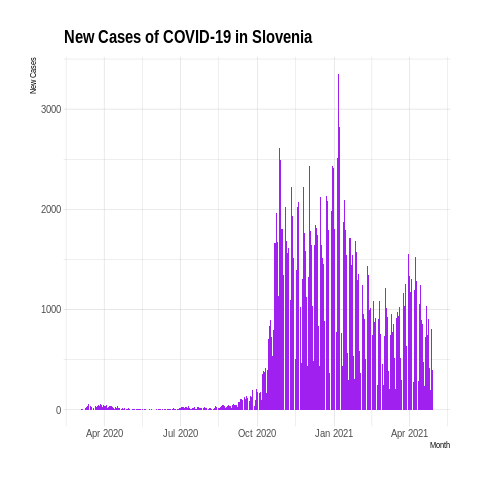 New Cases of COVID-19 in Slovenia
New Cases
3000
2000
1000
0
Apr 2020
Jul 2020
Oct 2020
Jan 2021
Apr 2021
Month